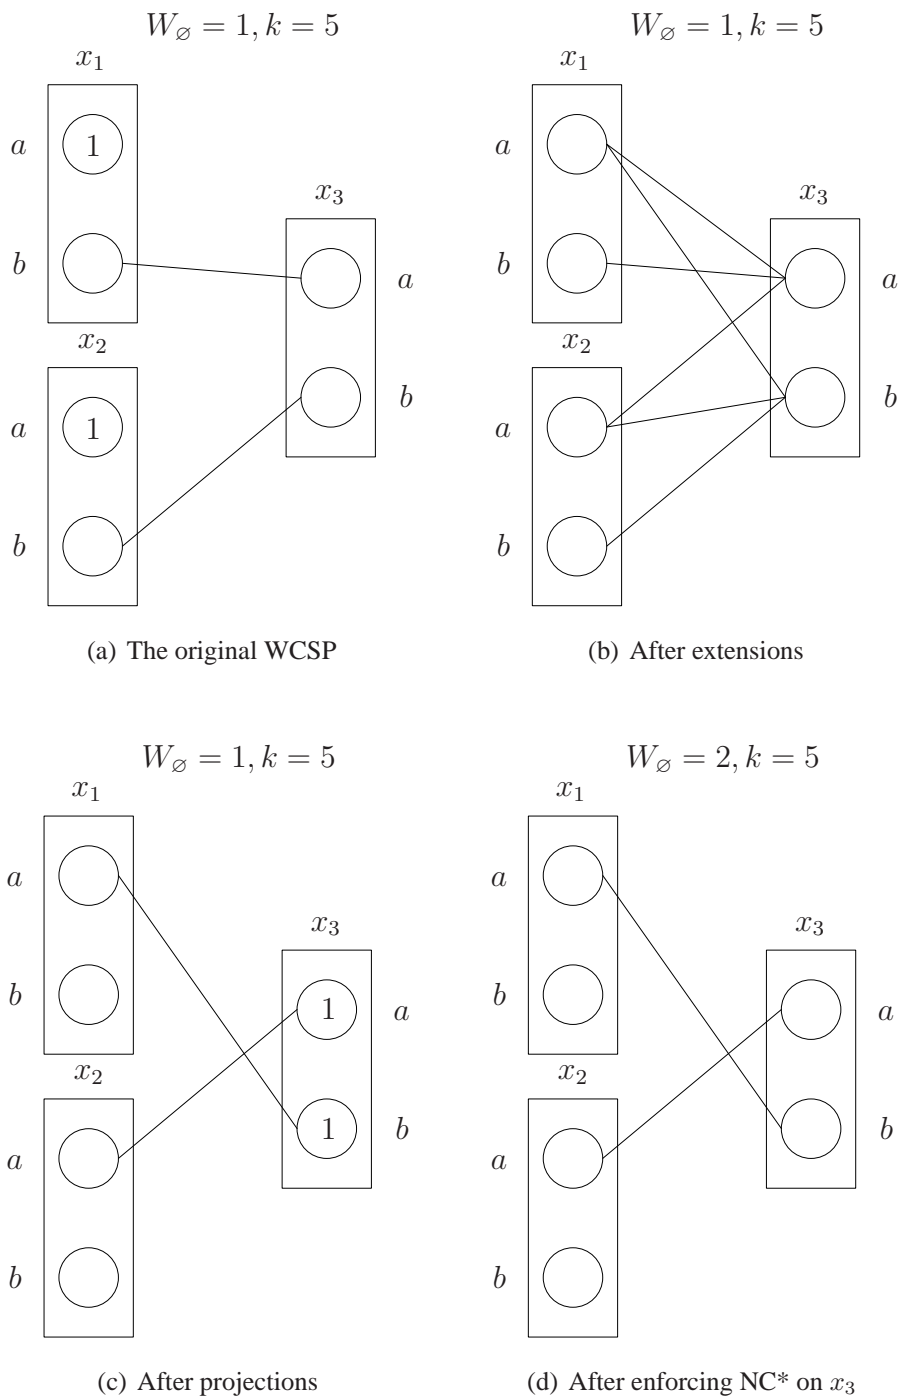 W∅ = 1, k = 5
x1
a
1
b
x3
a
b
x2
a
1
b
(a) The original WCSP
W∅ = 1, k = 5
x1
a
b
x3
a
b
x2
a
b
(b) After extensions
W∅ = 1, k = 5
x1
a
b
x3
1
a
1
b
x2
a
b
(c) After projections
W∅ = 2, k = 5
x1
a
b
x3
a
b
x2
a
b
(d) After enforcing NC* on x3